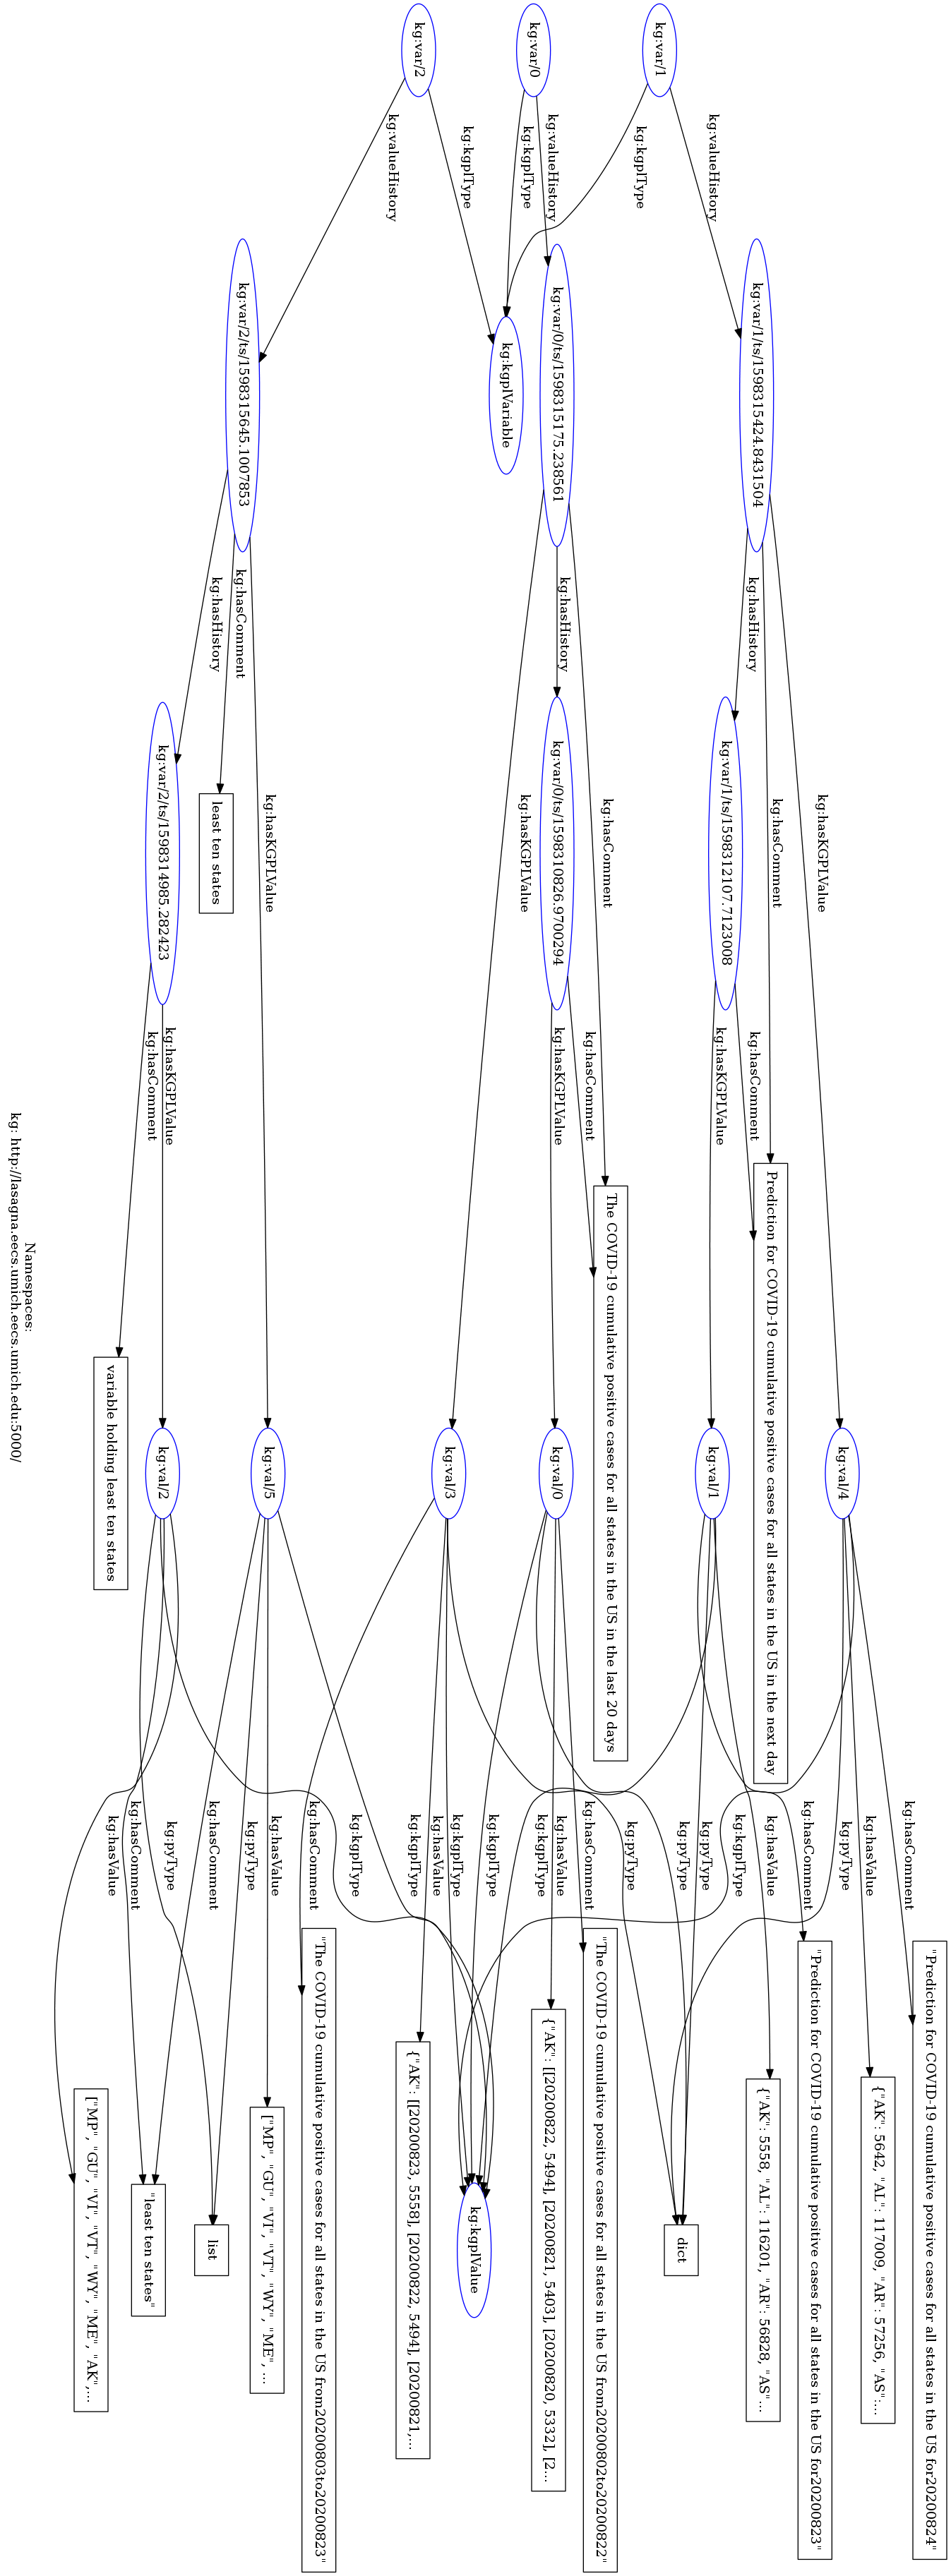 kg:var/1
kg:var/0
kg:var/2
kg:valueHistory
kg:kgplType
kg:valueHistory
kg:kgplType
kg:kgplType
kg:valueHistory
kg:var/1/ts/1598315424.8431504
kg:var/0/ts/1598315175.238561
kg:kgplVariable
kg:var/2/ts/1598315645.1007853
kg:hasKGPLValue
kg:hasComment
kg:hasHistory
kg:hasComment
kg:hasHistory
kg:hasKGPLValue
kg:hasKGPLValue
kg:hasComment
kg:hasHistory
kg:var/1/ts/1598312107.7123008
kg:var/0/ts/1598310826.9700294
least ten states
kg:var/2/ts/1598314985.282423
kg:hasComment
kg:hasKGPLValue
kg:hasComment
kg:hasKGPLValue
kg:hasKGPLValue
kg:hasComment
Prediction for COVID-19 cumulative positive cases for all states in the US in the next day
The COVID-19 cumulative positive cases for all states in the US in the last 20 days
variable holding least ten states
kg:val/4
kg:val/1
kg:val/0
kg:val/3
kg:val/5
kg:val/2
kg:hasComment
kg:hasValue
kg:pyType
kg:hasComment
kg:hasValue
kg:kgplType
kg:pyType
kg:pyType
kg:pyType
kg:hasComment
kg:hasValue
kg:kgplType
kg:kgplType
kg:kgplType
kg:hasValue
kg:kgplType
kg:kgplType
kg:hasComment
kg:hasValue
kg:pyType
kg:hasComment
kg:pyType
kg:hasComment
kg:hasValue
"Prediction for COVID-19 cumulative positive cases for all states in the US for20200824"
{"AK": 5642, "AL": 117009, "AR": 57256, "AS":...
"Prediction for COVID-19 cumulative positive cases for all states in the US for20200823"
{"AK": 5558, "AL": 116201, "AR": 56828, "AS"...
dict
"The COVID-19 cumulative positive cases for all states in the US from20200802to20200822"
{"AK": [[20200822, 5494], [20200821, 5403], [20200820, 5332], [2...
kg:kgplValue
{"AK": [[20200823, 5558], [20200822, 5494], [20200821,...
"The COVID-19 cumulative positive cases for all states in the US from20200803to20200823"
["MP", "GU", "VI", "VT", "WY", "ME", ...
list
"least ten states"
["MP", "GU", "VI", "VT", "WY", "ME", "AK",...
Namespaces:
kg: http://lasagna.eecs.umich.eecs.umich.edu:5000/